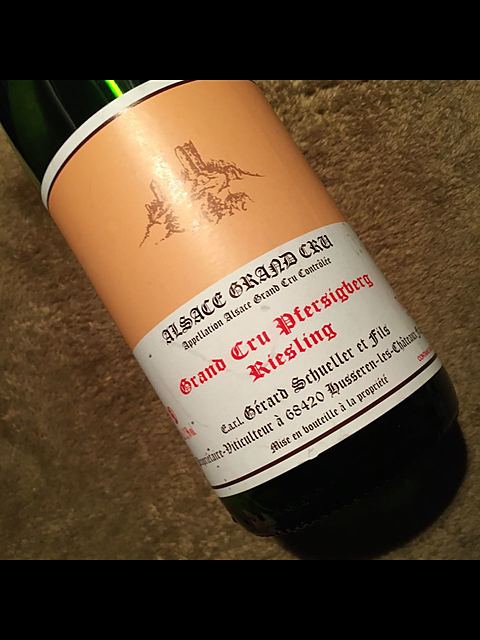 ALSACE GRAND CRU
Appellation Alsace Grand Cru Contrôlée
Grand Cru Pfersigberg
Riesling
E.a.r.l. Gérard Schueller et Fils
Viticulteur à 68420 Husseren-les-Châteaux
Mise en bouteille à la propriété